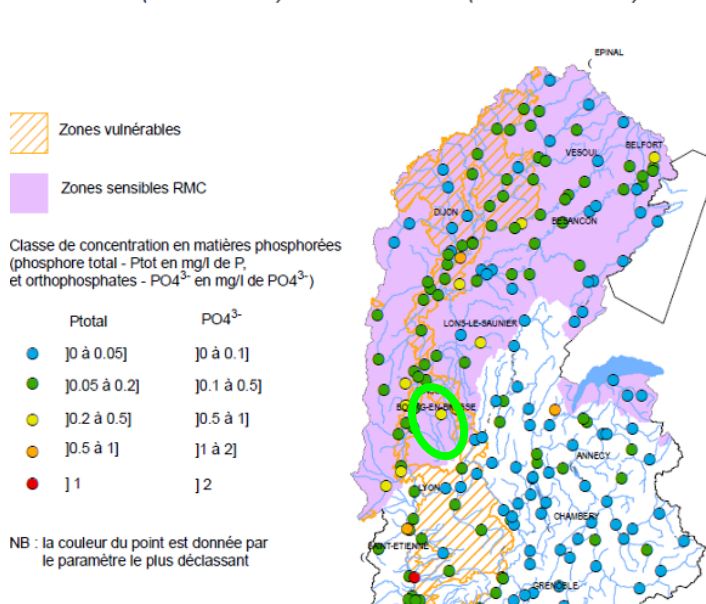 EPINAL
Zones vulnérables
VESOUL
BELFORT
Zones sensibles RMC
DIJON
BESANCON
Classe de concentration en matières phosphorées
(phosphore total - Ptot en mg/l de P,
et orthophosphates - PO4³⁻ en mg/l de PO4³⁻)
Ptotal PO4³⁻
LONS-LE-SAUNIER
]0 à 0.05] ]0 à 0.1]
]0.05 à 0.2] ]0.1 à 0.5]
]0.2 à 0.5] ]0.5 à 1]
]0.5 à 1] ]1 à 2]
]1 ]2
BOURG-EN-BRESSE
ANNECY
LYON
CHAMBERY
NB : la couleur du point est donnée par
le paramètre le plus déclassant
SAINT-ETIENNE
GRENOBLE